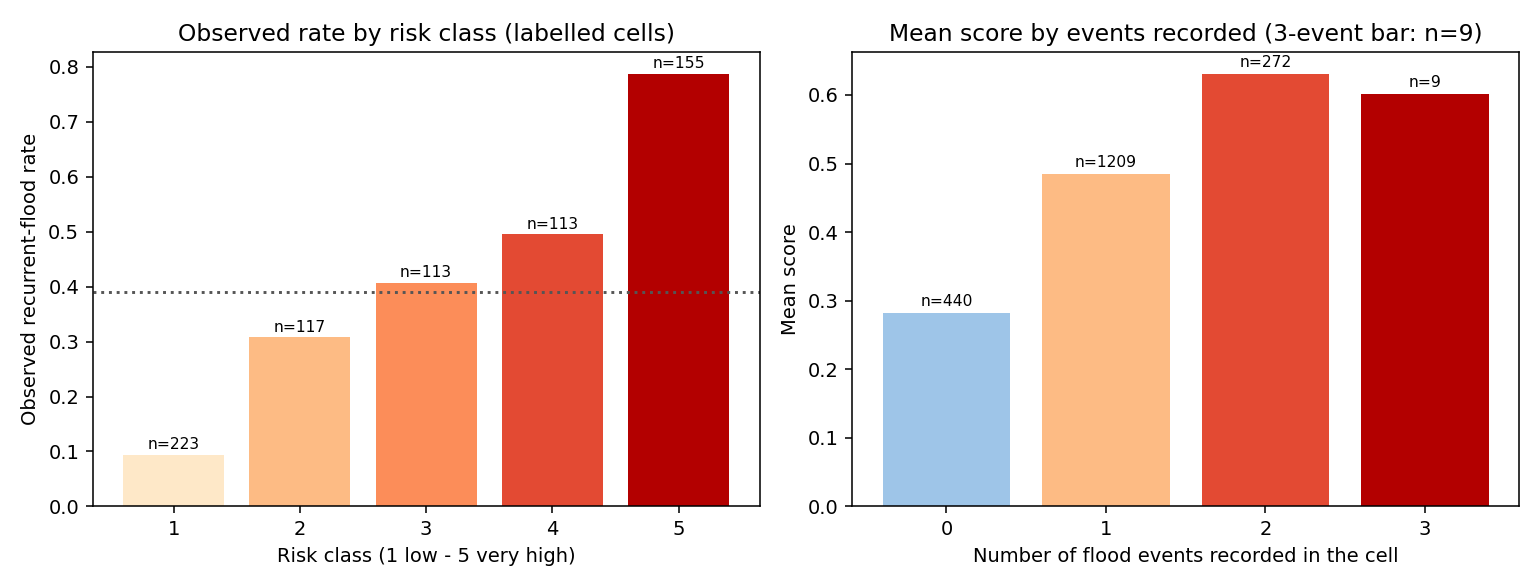 Observed rate by risk class (labelled cells)
Observed recurrent-flood rate
0.8
0.7
0.6
0.5
0.4
0.3
0.2
0.1
0.0
n=223
n=117
n=113
n=113
n=155
1 2 3 4 5
Risk class (1 low - 5 very high)
Mean score by events recorded (3-event bar: n=9)
Mean score
0.6
0.5
0.4
0.3
0.2
0.1
0.0
n=440
n=1209
n=272
n=9
0 1 2 3
Number of flood events recorded in the cell